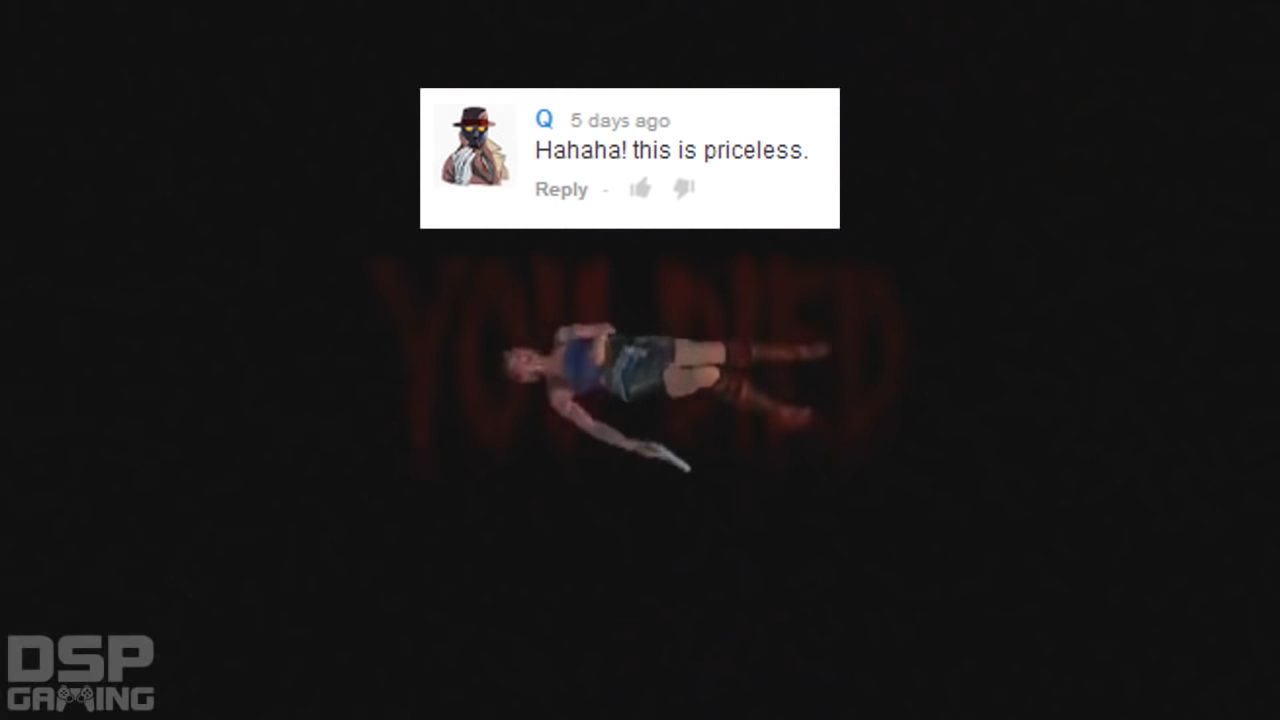 Q 5 days ago
Hahaha! this is priceless.
Reply -
YOU DIED
DSP
GAMING